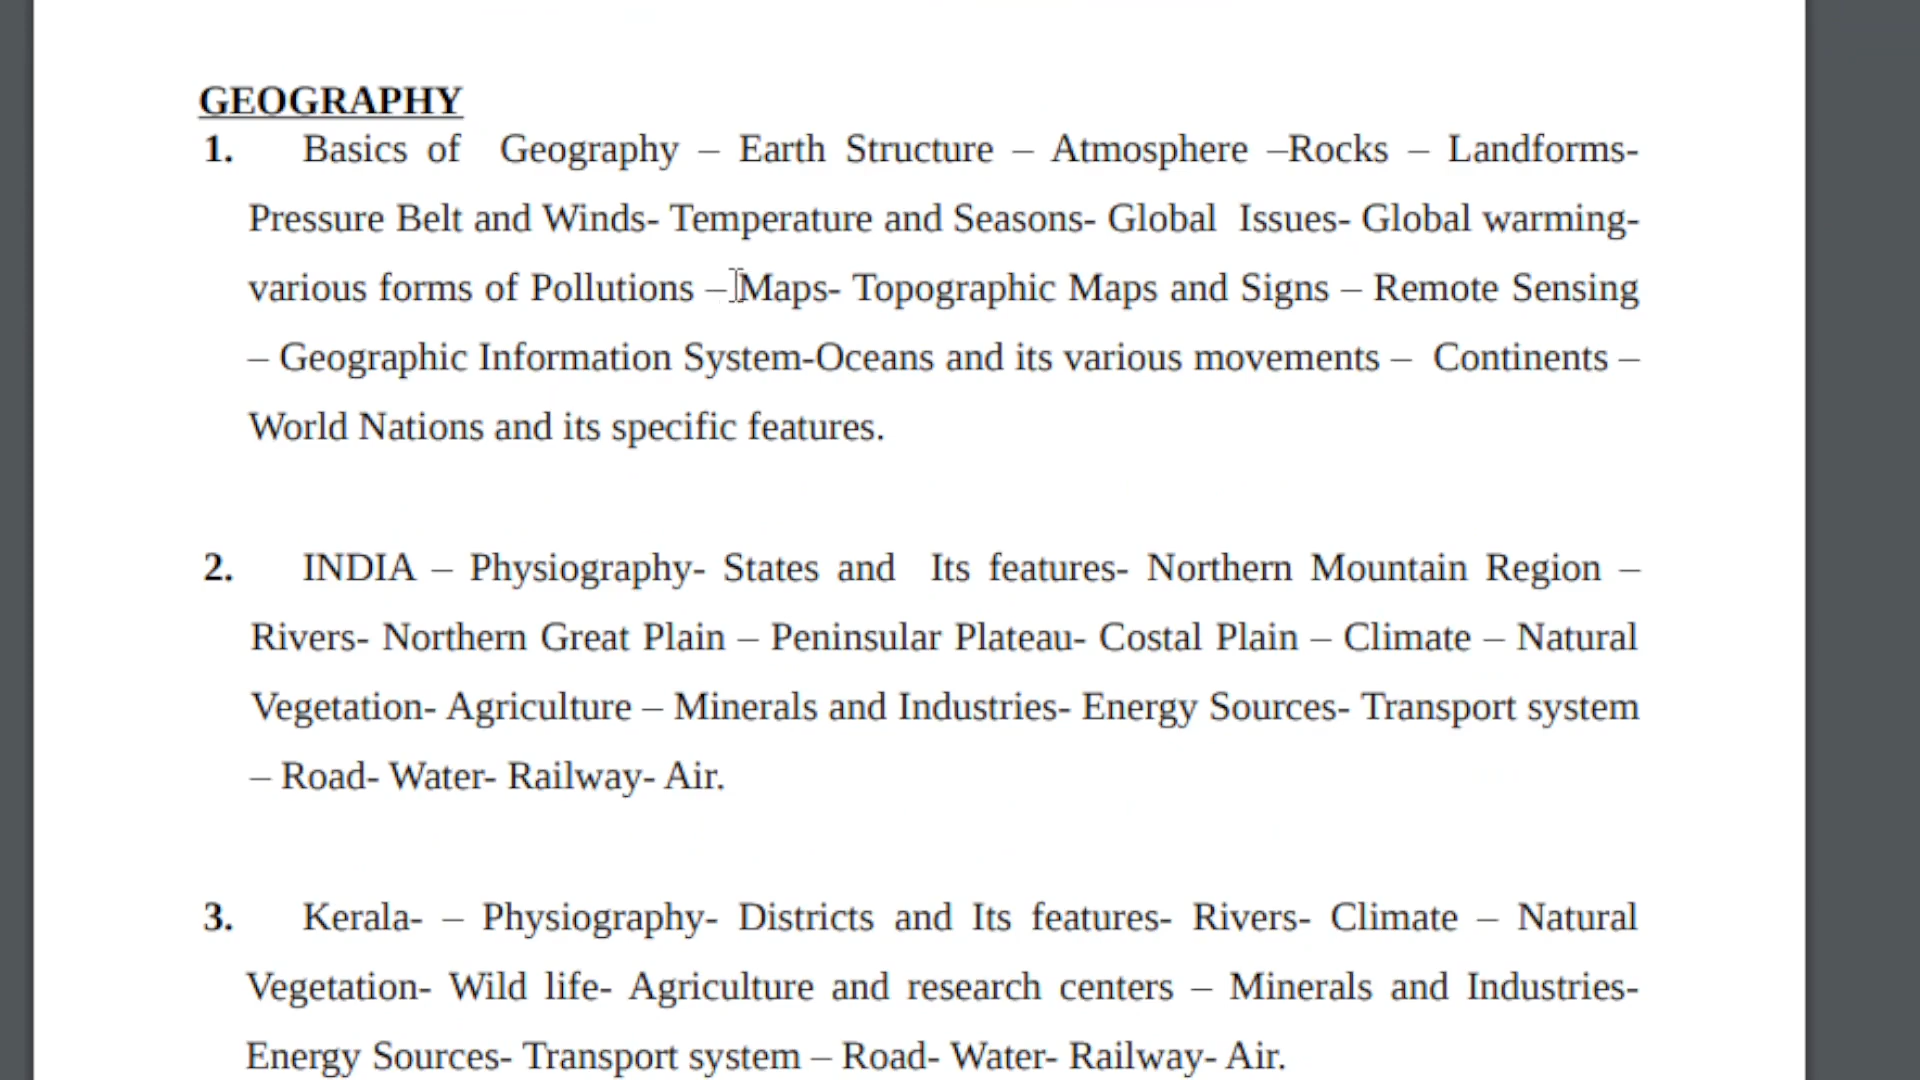 GEOGRAPHY
1. Basics of Geography – Earth Structure – Atmosphere –Rocks – Landforms-
Pressure Belt and Winds- Temperature and Seasons- Global Issues- Global warming-
various forms of Pollutions – Maps- Topographic Maps and Signs – Remote Sensing
– Geographic Information System-Oceans and its various movements – Continents –
World Nations and its specific features.
2. INDIA – Physiography- States and Its features- Northern Mountain Region –
Rivers- Northern Great Plain – Peninsular Plateau- Costal Plain – Climate – Natural
Vegetation- Agriculture – Minerals and Industries- Energy Sources- Transport system
– Road- Water- Railway- Air.
3. Kerala- – Physiography- Districts and Its features- Rivers- Climate – Natural
Vegetation- Wild life- Agriculture and research centers – Minerals and Industries-
Energy Sources- Transport system – Road- Water- Railway- Air.